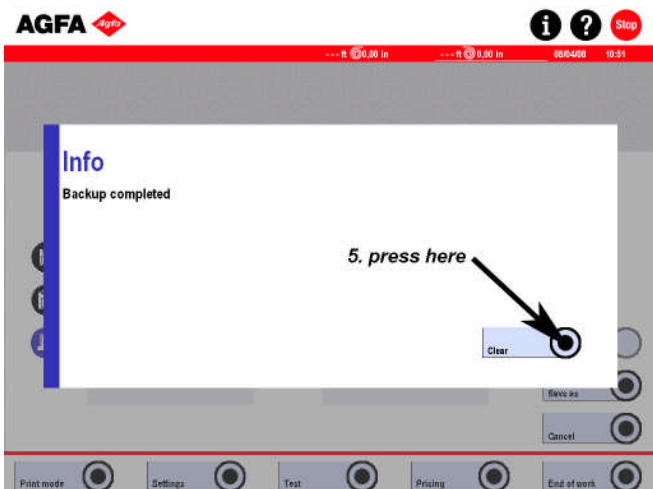 AGFA Agfa
i ? Stop
--- ft 0,00 in --- ft 0,00 in 08/04/08 10:51
Info
Backup completed
5. press here
Clear
Save as
Cancel
Print mode Settings Test Pricing End of work